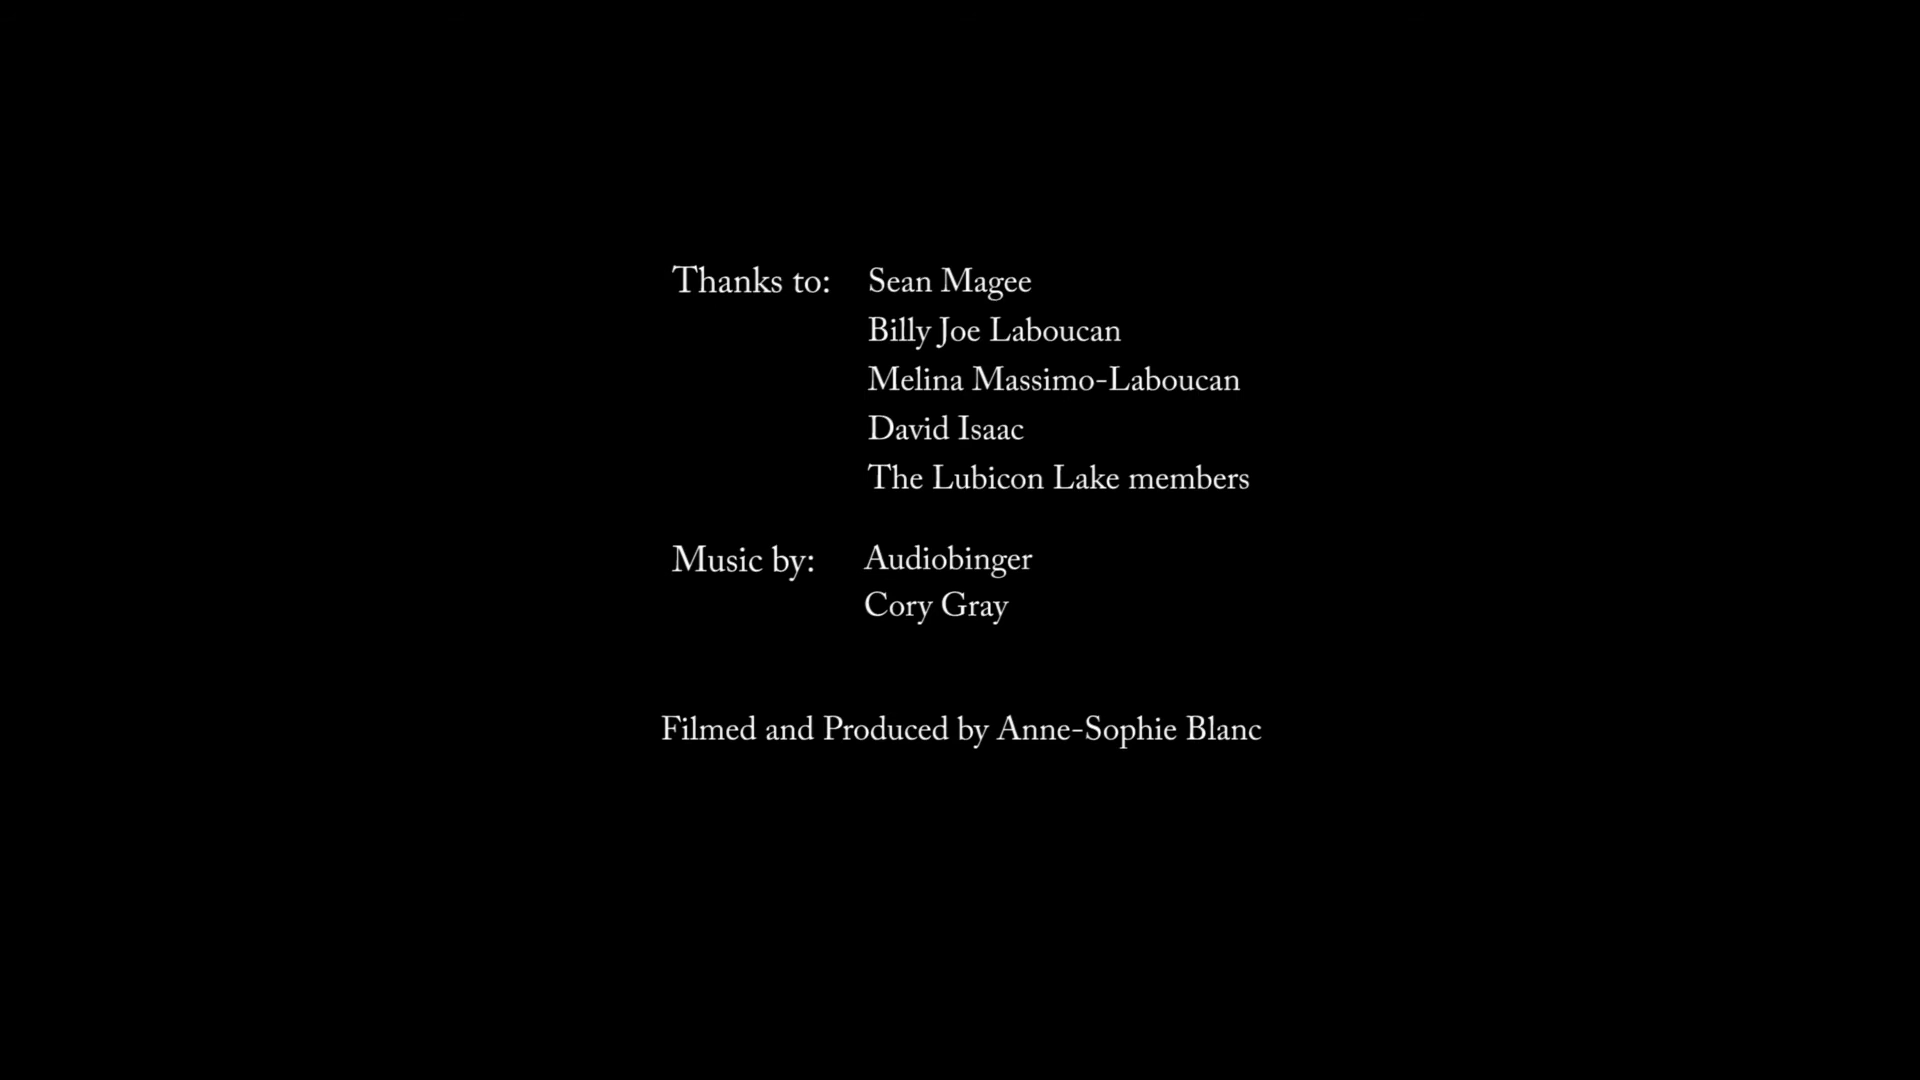 Thanks to: Sean Magee
Billy Joe Laboucan
Melina Massimo-Laboucan
David Isaac
The Lubicon Lake members
Music by: Audiobinger
Cory Gray
Filmed and Produced by Anne-Sophie Blanc